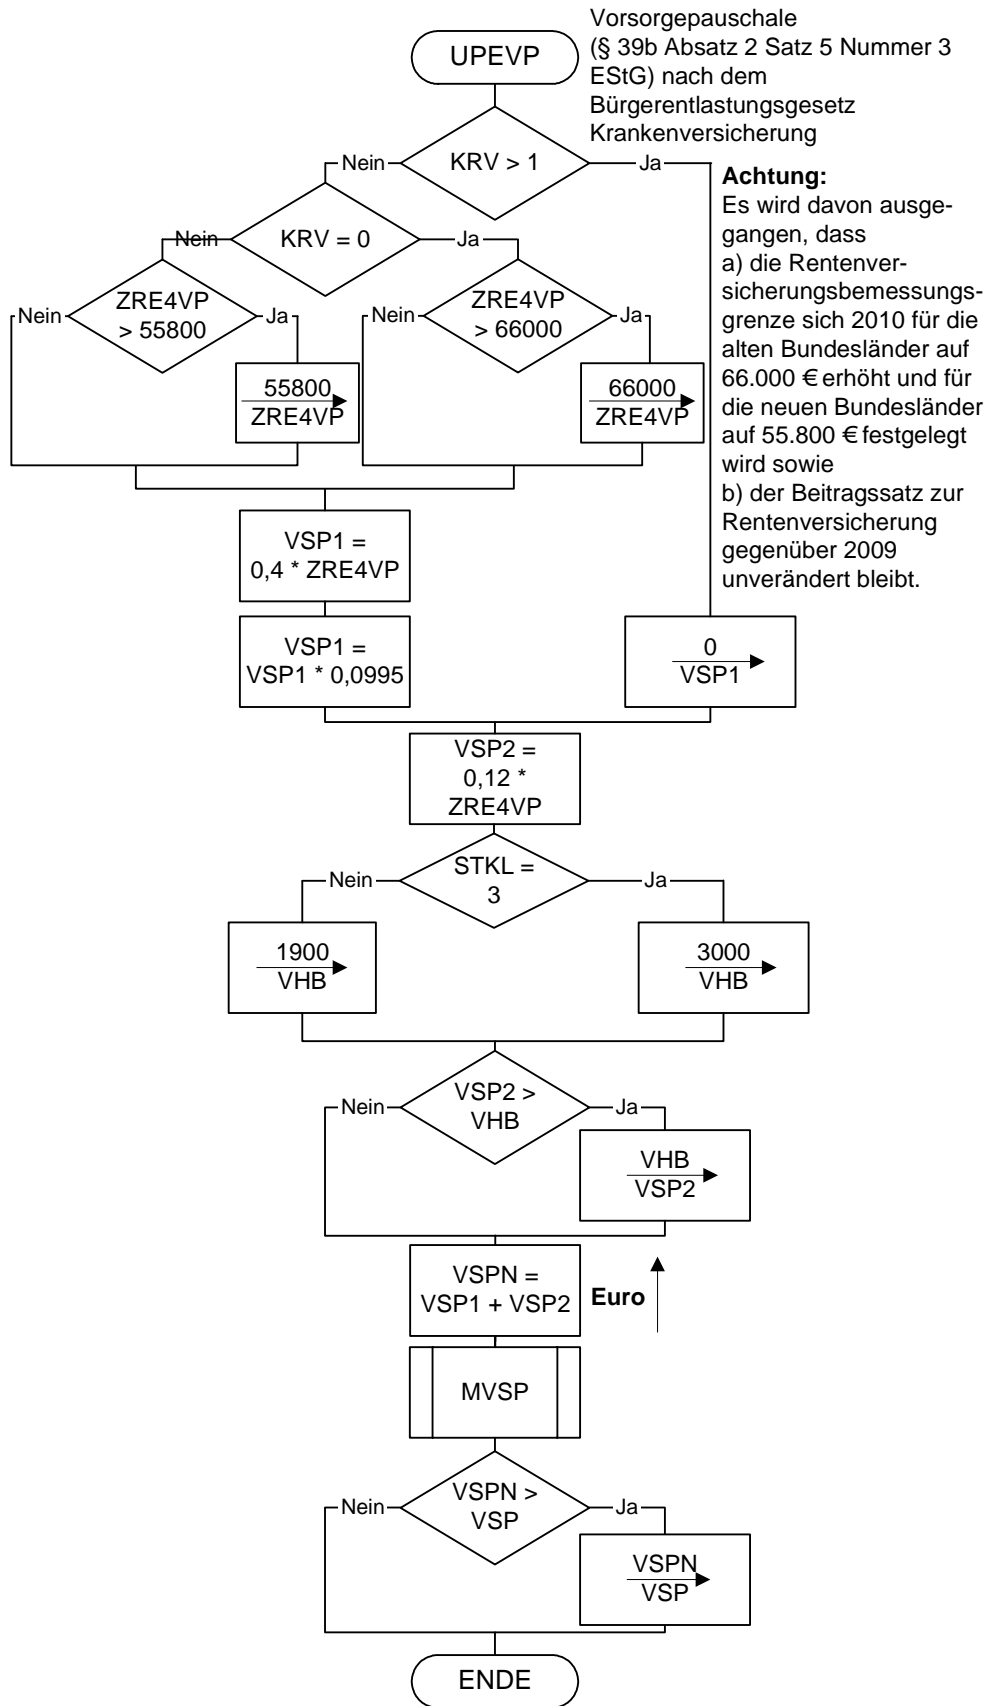 Vorsorgepauschale
(§ 39b Absatz 2 Satz 5 Nummer 3
EStG) nach dem
Bürgerentlastungsgesetz
Krankenversicherung
UPEVP
KRV > 1
Nein
Ja
Achtung:
Es wird davon ausge-
gangen, dass
a) die Rentenver-
sicherungsbemessungs-
grenze sich 2010 für die
alten Bundesländer auf
66.000 € erhöht und für
die neuen Bundesländer
auf 55.800 € festgelegt
wird sowie
b) der Beitragssatz zur
Rentenversicherung
gegenüber 2009
unverändert bleibt.
Nein
KRV = 0
Ja
Nein
ZRE4VP
> 55800
Ja
Nein
ZRE4VP
> 66000
Ja
55800
ZRE4VP
66000
ZRE4VP
VSP1 =
0,4 * ZRE4VP
VSP1 =
VSP1 * 0,0995
0
VSP1
VSP2 =
0,12 *
ZRE4VP
Nein
STKL =
3
Ja
1900
VHB
3000
VHB
Nein
VSP2 >
VHB
Ja
VHB
VSP2
VSPN =
VSP1 + VSP2
Euro
MVSP
Nein
VSPN >
VSP
Ja
VSPN
VSP
ENDE